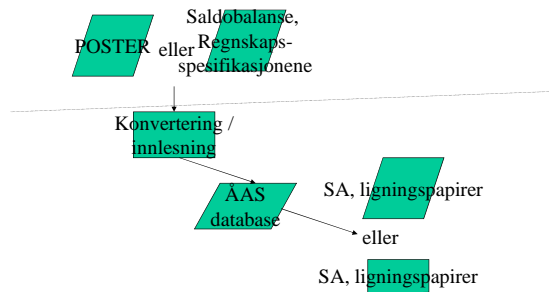 POSTER
eller
Saldobalanse,
Regnskaps-
spesifikasjonene
Konvertering /
innlesning
ÅAS
database
SA, ligningspapirer
eller
SA, ligningspapirer